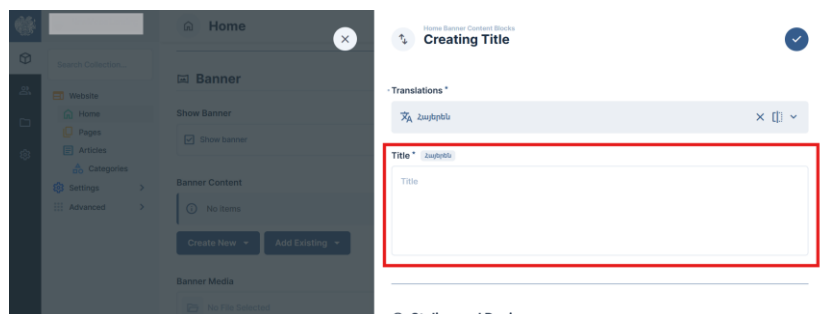 Home
Search Collection...
Website
Home
Pages
Articles
Categories
Settings
Advanced
Banner
Show Banner
Show banner
Banner Content
No items
Create New
Add Existing
Banner Media
No File Selected
Home Banner Content Blocks
Creating Title
Translations *
Հայերեն
Title * Հայերեն
Title